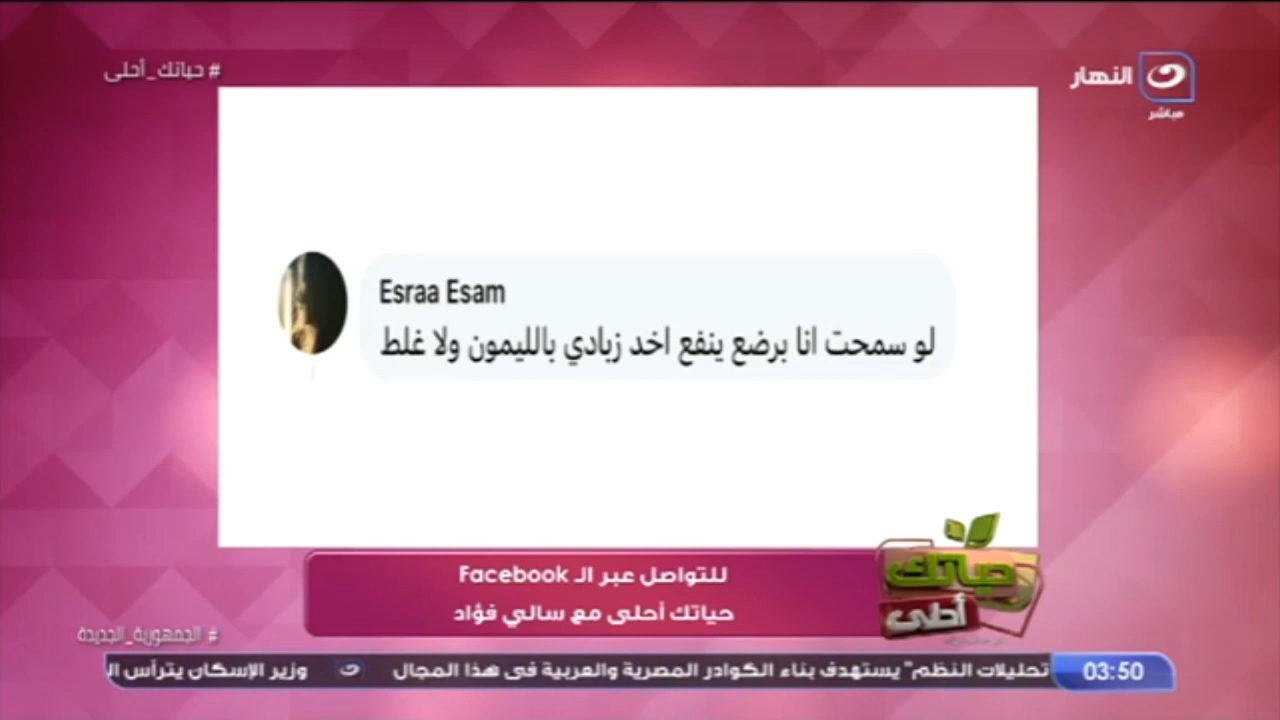 #حياتك_أحلى
النهار
مباشر
Esraa Esam
لو سمحت انا برضع ينفع اخد زبادي بالليمون ولا غلط
للتواصل عبر الـ Facebook
حياتك أحلى مع سالي فؤاد
حياتك
أحلى
#الجمهورية_الجديدة
03:50
تحليلات النظم" يستهدف بناء الكوادر المصرية والعربية فى هذا المجال
وزير الإسكان يترأس الـ